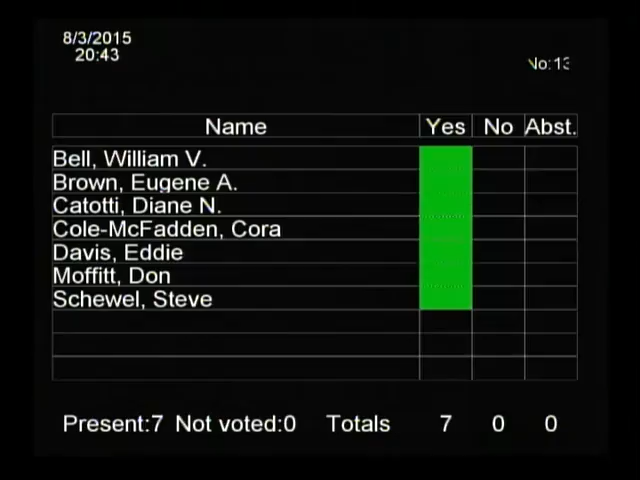 8/3/2015
20:43
No:13
Name Yes No Abst.
Bell, William V.
Brown, Eugene A.
Catotti, Diane N.
Cole-McFadden, Cora
Davis, Eddie
Moffitt, Don
Schewel, Steve
Present:7 Not voted:0 Totals 7 0 0